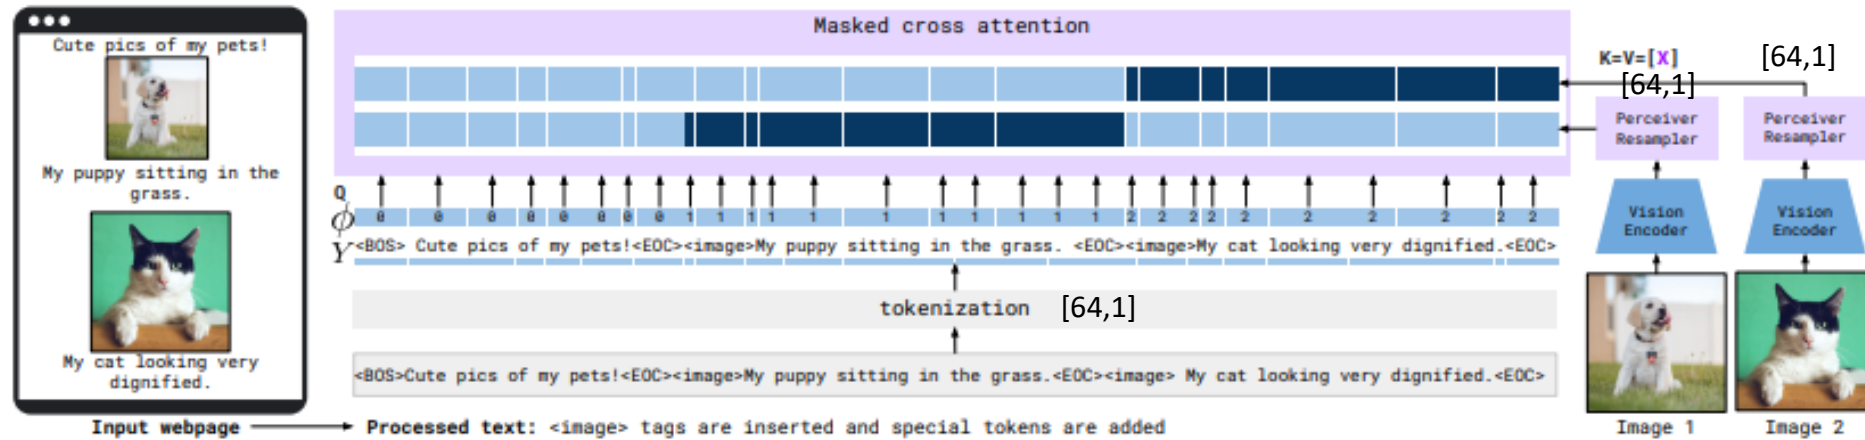 Cute pics of my pets!
My puppy sitting in the
grass.
My cat looking very
dignified.
Input webpage
Masked cross attention
K=V=[X]
[64,1]
[64,1]
Perceiver
Resampler
Perceiver
Resampler
Q
ϕ 0 0 0 0 0 0 0 0 1 1 1 1 1 1 1 1 1 1 1 2 2 2 2 2 2 2 2 2 2
Y <BOS> Cute pics of my pets!<EOC><image>My puppy sitting in the grass. <EOC><image>My cat looking very dignified.<EOC>
Vision
Encoder
Vision
Encoder
tokenization [64,1]
<BOS>Cute pics of my pets!<EOC><image>My puppy sitting in the grass.<EOC><image> My cat looking very dignified.<EOC>
Processed text: <image> tags are inserted and special tokens are added
Image 1
Image 2